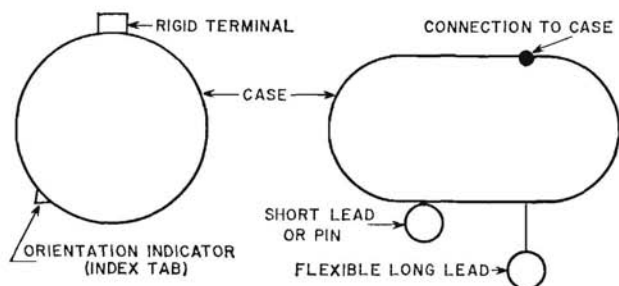 RIGID TERMINAL
CONNECTION TO CASE
CASE
SHORT LEAD
OR PIN
ORIENTATION INDICATOR
(INDEX TAB)
FLEXIBLE LONG LEAD